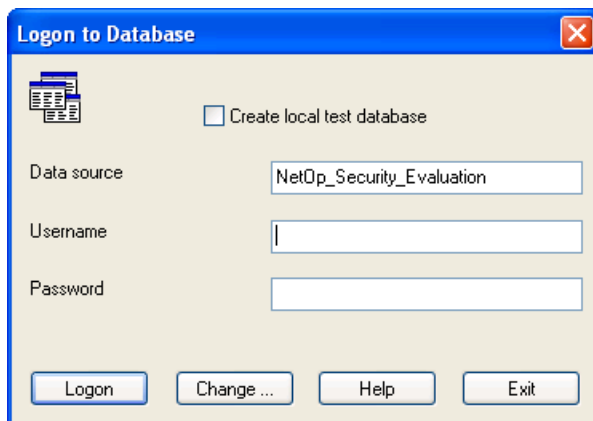 Logon to Database
Create local test database
Data source NetOp_Security_Evaluation
Username
Password
Logon Change ... Help Exit